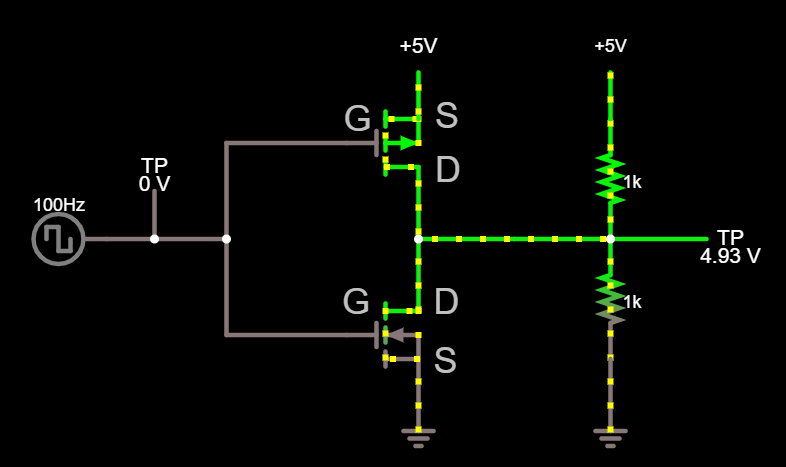 +5V
+5V
G
S
TP
0 V
D
1k
100Hz
TP
4.93 V
G
D
1k
S